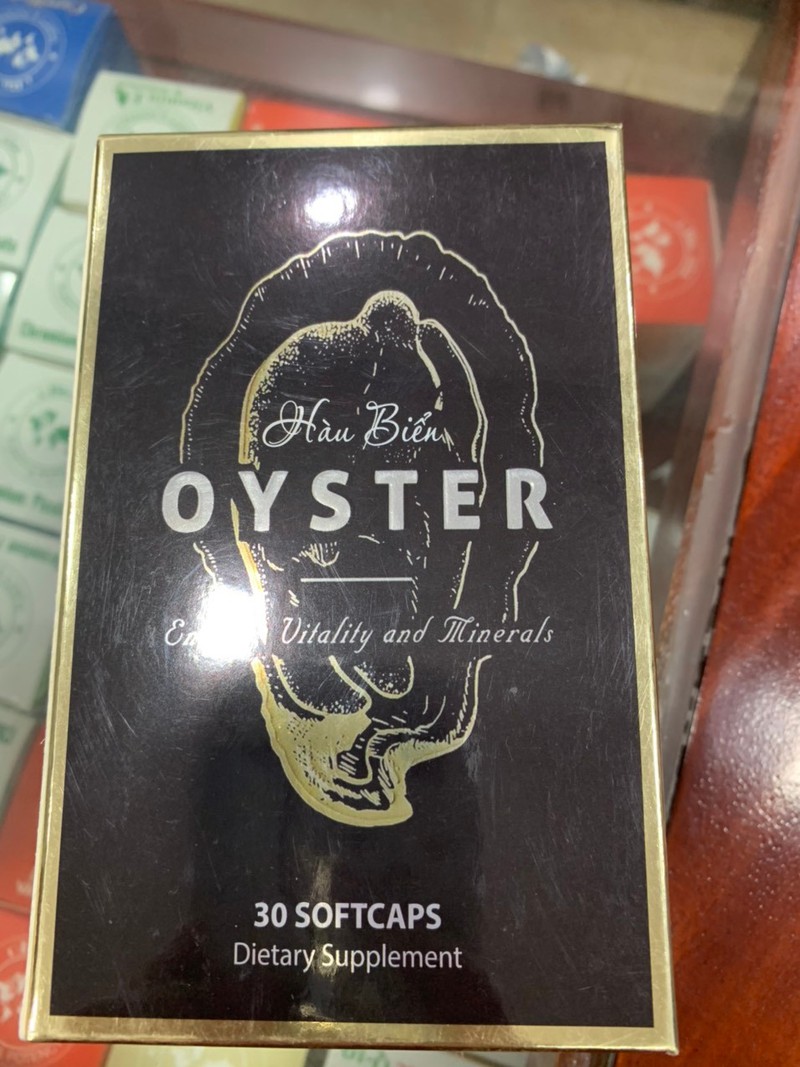 Hàu Biển
OYSTER
Vitality and Minerals
30 SOFTCAPS
Dietary Supplement